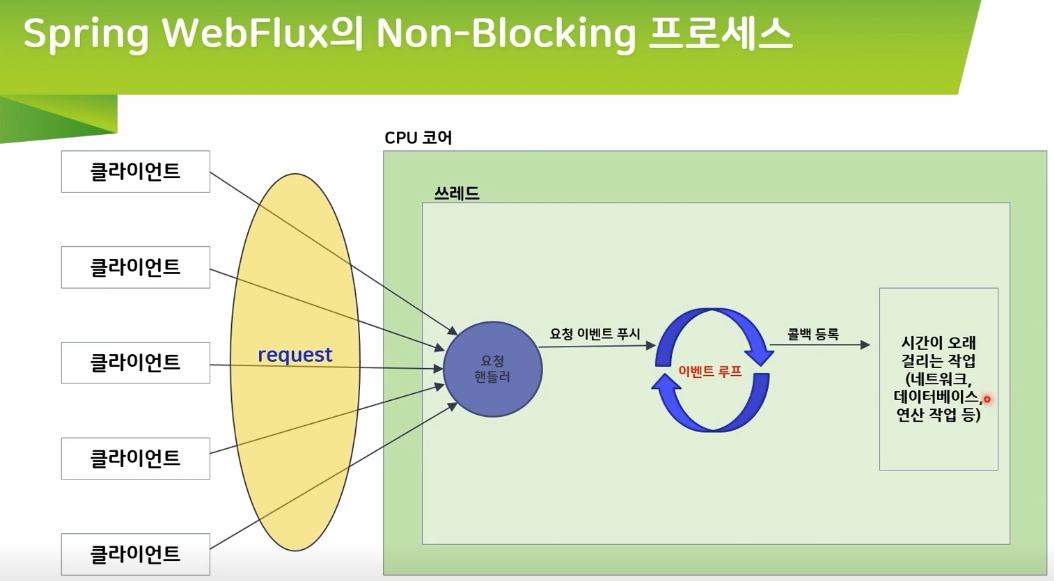 Spring WebFlux의 Non-Blocking 프로세스
CPU 코어
쓰레드
클라이언트
클라이언트
클라이언트
클라이언트
클라이언트
request
요청
핸들러
요청 이벤트 푸시
이벤트 루프
콜백 등록
시간이 오래
걸리는 작업
(네트워크,
데이터베이스,
연산 작업 등)